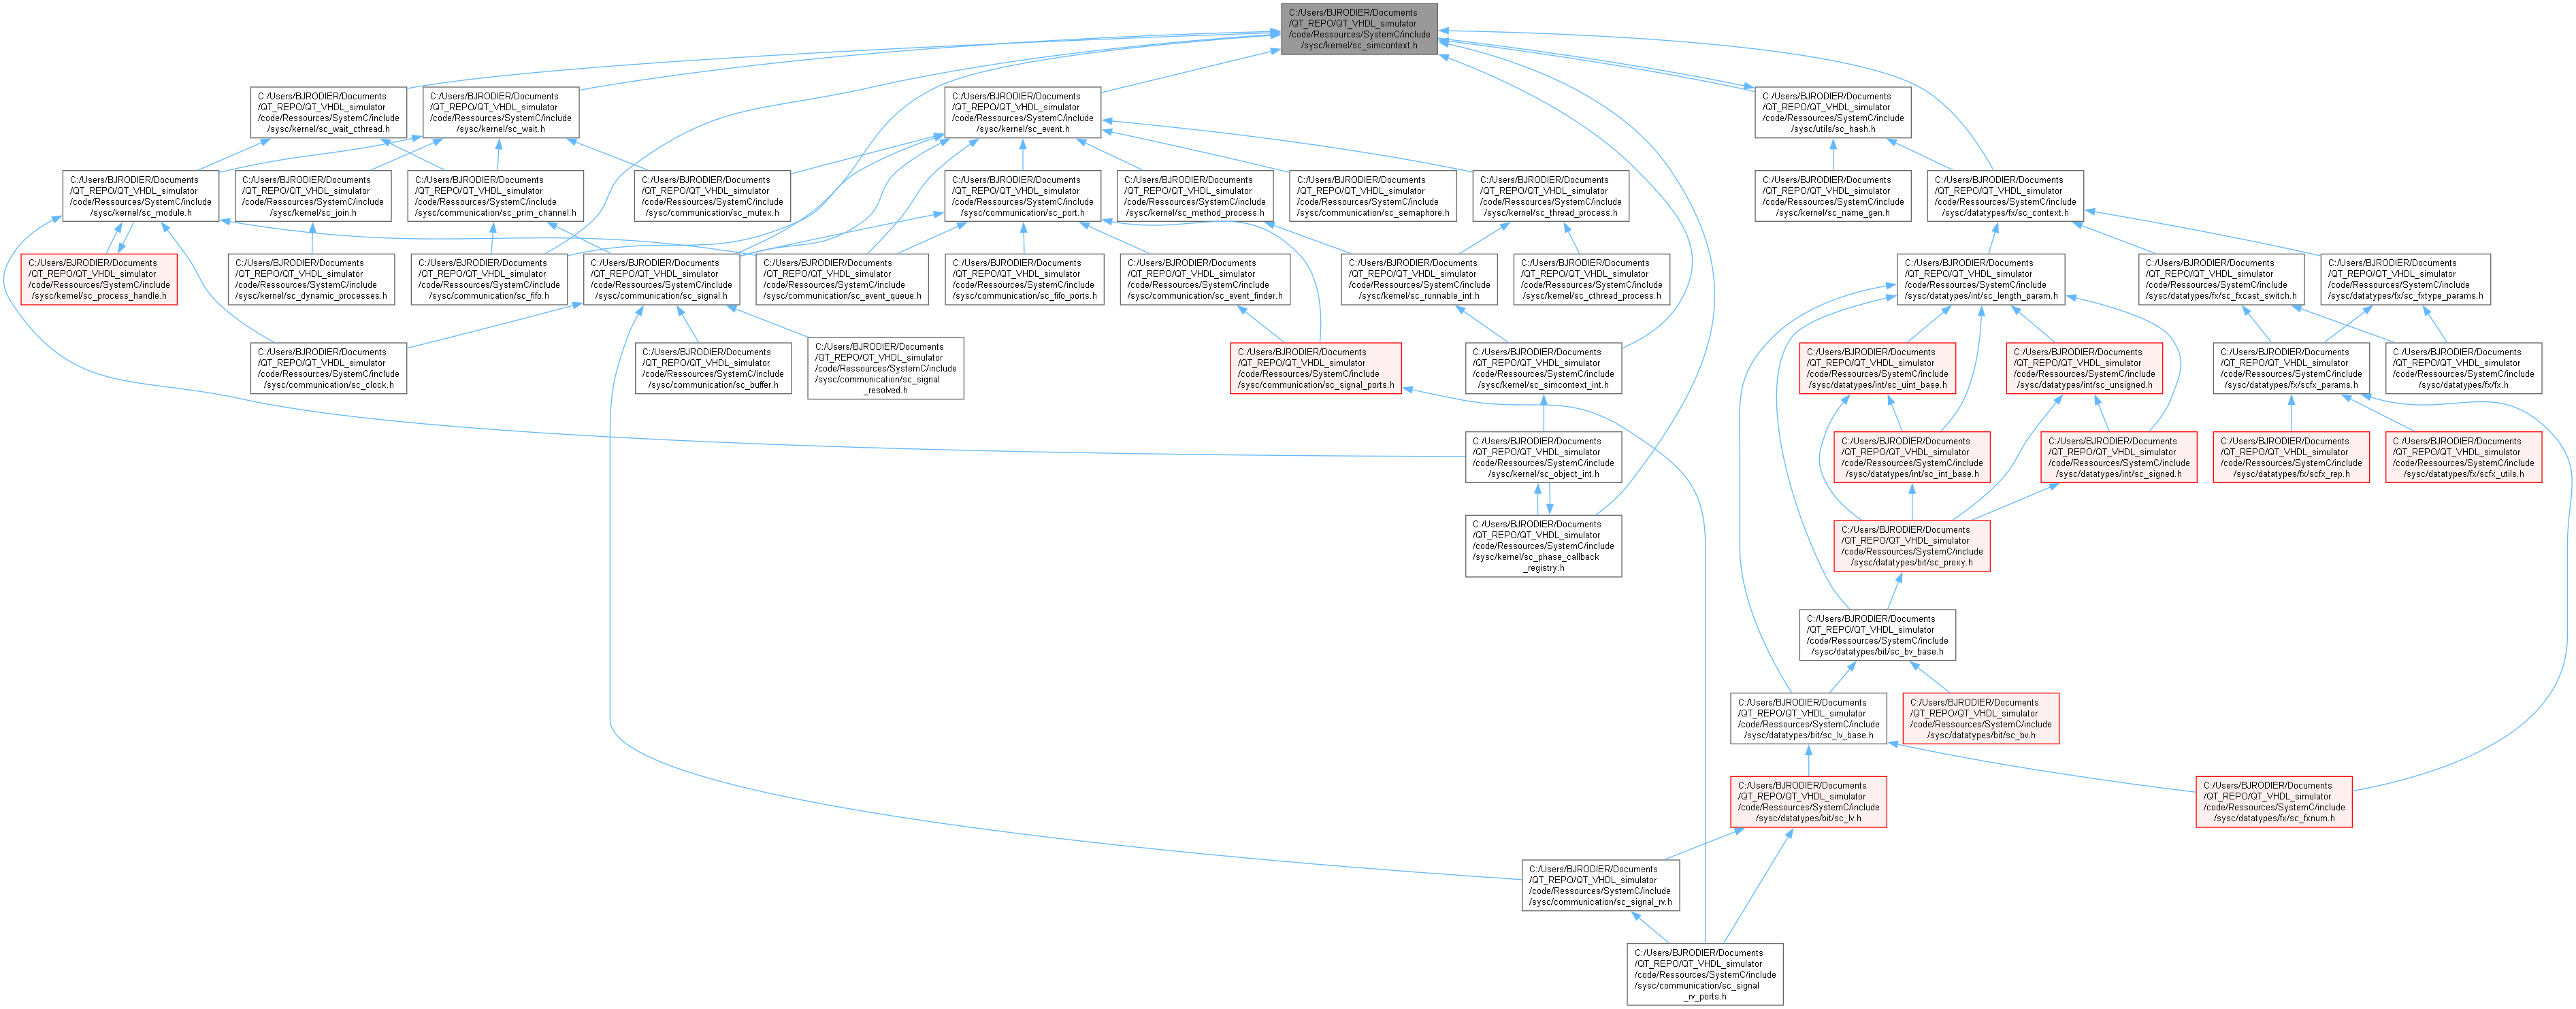 C:/Users/BJRODIER/Documents
/QT_REPO/QT_VHDL_simulator
/code/Ressources/SystemC/include
/sysc/kernel/sc_simcontext.h
C:/Users/BJRODIER/Documents
/QT_REPO/QT_VHDL_simulator
/code/Ressources/SystemC/include
/sysc/kernel/sc_wait_cthread.h
C:/Users/BJRODIER/Documents
/QT_REPO/QT_VHDL_simulator
/code/Ressources/SystemC/include
/sysc/kernel/sc_wait.h
C:/Users/BJRODIER/Documents
/QT_REPO/QT_VHDL_simulator
/code/Ressources/SystemC/include
/sysc/kernel/sc_event.h
C:/Users/BJRODIER/Documents
/QT_REPO/QT_VHDL_simulator
/code/Ressources/SystemC/include
/sysc/utils/sc_hash.h
C:/Users/BJRODIER/Documents
/QT_REPO/QT_VHDL_simulator
/code/Ressources/SystemC/include
/sysc/kernel/sc_module.h
C:/Users/BJRODIER/Documents
/QT_REPO/QT_VHDL_simulator
/code/Ressources/SystemC/include
/sysc/kernel/sc_join.h
C:/Users/BJRODIER/Documents
/QT_REPO/QT_VHDL_simulator
/code/Ressources/SystemC/include
/sysc/communication/sc_prim_channel.h
C:/Users/BJRODIER/Documents
/QT_REPO/QT_VHDL_simulator
/code/Ressources/SystemC/include
/sysc/communication/sc_mutex.h
C:/Users/BJRODIER/Documents
/QT_REPO/QT_VHDL_simulator
/code/Ressources/SystemC/include
/sysc/communication/sc_port.h
C:/Users/BJRODIER/Documents
/QT_REPO/QT_VHDL_simulator
/code/Ressources/SystemC/include
/sysc/kernel/sc_method_process.h
C:/Users/BJRODIER/Documents
/QT_REPO/QT_VHDL_simulator
/code/Ressources/SystemC/include
/sysc/communication/sc_semaphore.h
C:/Users/BJRODIER/Documents
/QT_REPO/QT_VHDL_simulator
/code/Ressources/SystemC/include
/sysc/kernel/sc_thread_process.h
C:/Users/BJRODIER/Documents
/QT_REPO/QT_VHDL_simulator
/code/Ressources/SystemC/include
/sysc/kernel/sc_name_gen.h
C:/Users/BJRODIER/Documents
/QT_REPO/QT_VHDL_simulator
/code/Ressources/SystemC/include
/sysc/datatypes/fx/sc_context.h
C:/Users/BJRODIER/Documents
/QT_REPO/QT_VHDL_simulator
/code/Ressources/SystemC/include
/sysc/kernel/sc_process_handle.h
C:/Users/BJRODIER/Documents
/QT_REPO/QT_VHDL_simulator
/code/Ressources/SystemC/include
/sysc/kernel/sc_dynamic_processes.h
C:/Users/BJRODIER/Documents
/QT_REPO/QT_VHDL_simulator
/code/Ressources/SystemC/include
/sysc/communication/sc_fifo.h
C:/Users/BJRODIER/Documents
/QT_REPO/QT_VHDL_simulator
/code/Ressources/SystemC/include
/sysc/communication/sc_signal.h
C:/Users/BJRODIER/Documents
/QT_REPO/QT_VHDL_simulator
/code/Ressources/SystemC/include
/sysc/communication/sc_event_queue.h
C:/Users/BJRODIER/Documents
/QT_REPO/QT_VHDL_simulator
/code/Ressources/SystemC/include
/sysc/communication/sc_fifo_ports.h
C:/Users/BJRODIER/Documents
/QT_REPO/QT_VHDL_simulator
/code/Ressources/SystemC/include
/sysc/communication/sc_event_finder.h
C:/Users/BJRODIER/Documents
/QT_REPO/QT_VHDL_simulator
/code/Ressources/SystemC/include
/sysc/kernel/sc_runnable_int.h
C:/Users/BJRODIER/Documents
/QT_REPO/QT_VHDL_simulator
/code/Ressources/SystemC/include
/sysc/kernel/sc_cthread_process.h
C:/Users/BJRODIER/Documents
/QT_REPO/QT_VHDL_simulator
/code/Ressources/SystemC/include
/sysc/datatypes/int/sc_length_param.h
C:/Users/BJRODIER/Documents
/QT_REPO/QT_VHDL_simulator
/code/Ressources/SystemC/include
/sysc/datatypes/fx/sc_fxcast_switch.h
C:/Users/BJRODIER/Documents
/QT_REPO/QT_VHDL_simulator
/code/Ressources/SystemC/include
/sysc/datatypes/fx/sc_fxtype_params.h
C:/Users/BJRODIER/Documents
/QT_REPO/QT_VHDL_simulator
/code/Ressources/SystemC/include
/sysc/communication/sc_clock.h
C:/Users/BJRODIER/Documents
/QT_REPO/QT_VHDL_simulator
/code/Ressources/SystemC/include
/sysc/communication/sc_buffer.h
C:/Users/BJRODIER/Documents
/QT_REPO/QT_VHDL_simulator
/code/Ressources/SystemC/include
/sysc/communication/sc_signal
_resolved.h
C:/Users/BJRODIER/Documents
/QT_REPO/QT_VHDL_simulator
/code/Ressources/SystemC/include
/sysc/communication/sc_signal_ports.h
C:/Users/BJRODIER/Documents
/QT_REPO/QT_VHDL_simulator
/code/Ressources/SystemC/include
/sysc/kernel/sc_simcontext_int.h
C:/Users/BJRODIER/Documents
/QT_REPO/QT_VHDL_simulator
/code/Ressources/SystemC/include
/sysc/datatypes/int/sc_uint_base.h
C:/Users/BJRODIER/Documents
/QT_REPO/QT_VHDL_simulator
/code/Ressources/SystemC/include
/sysc/datatypes/int/sc_unsigned.h
C:/Users/BJRODIER/Documents
/QT_REPO/QT_VHDL_simulator
/code/Ressources/SystemC/include
/sysc/datatypes/fx/scfx_params.h
C:/Users/BJRODIER/Documents
/QT_REPO/QT_VHDL_simulator
/code/Ressources/SystemC/include
/sysc/datatypes/fx/fx.h
C:/Users/BJRODIER/Documents
/QT_REPO/QT_VHDL_simulator
/code/Ressources/SystemC/include
/sysc/kernel/sc_object_int.h
C:/Users/BJRODIER/Documents
/QT_REPO/QT_VHDL_simulator
/code/Ressources/SystemC/include
/sysc/datatypes/int/sc_int_base.h
C:/Users/BJRODIER/Documents
/QT_REPO/QT_VHDL_simulator
/code/Ressources/SystemC/include
/sysc/datatypes/int/sc_signed.h
C:/Users/BJRODIER/Documents
/QT_REPO/QT_VHDL_simulator
/code/Ressources/SystemC/include
/sysc/datatypes/fx/scfx_rep.h
C:/Users/BJRODIER/Documents
/QT_REPO/QT_VHDL_simulator
/code/Ressources/SystemC/include
/sysc/datatypes/fx/scfx_utils.h
C:/Users/BJRODIER/Documents
/QT_REPO/QT_VHDL_simulator
/code/Ressources/SystemC/include
/sysc/kernel/sc_phase_callback
_registry.h
C:/Users/BJRODIER/Documents
/QT_REPO/QT_VHDL_simulator
/code/Ressources/SystemC/include
/sysc/datatypes/bit/sc_proxy.h
C:/Users/BJRODIER/Documents
/QT_REPO/QT_VHDL_simulator
/code/Ressources/SystemC/include
/sysc/datatypes/bit/sc_bv_base.h
C:/Users/BJRODIER/Documents
/QT_REPO/QT_VHDL_simulator
/code/Ressources/SystemC/include
/sysc/datatypes/bit/sc_lv_base.h
C:/Users/BJRODIER/Documents
/QT_REPO/QT_VHDL_simulator
/code/Ressources/SystemC/include
/sysc/datatypes/bit/sc_bv.h
C:/Users/BJRODIER/Documents
/QT_REPO/QT_VHDL_simulator
/code/Ressources/SystemC/include
/sysc/datatypes/bit/sc_lv.h
C:/Users/BJRODIER/Documents
/QT_REPO/QT_VHDL_simulator
/code/Ressources/SystemC/include
/sysc/datatypes/fx/sc_fxnum.h
C:/Users/BJRODIER/Documents
/QT_REPO/QT_VHDL_simulator
/code/Ressources/SystemC/include
/sysc/communication/sc_signal_rv.h
C:/Users/BJRODIER/Documents
/QT_REPO/QT_VHDL_simulator
/code/Ressources/SystemC/include
/sysc/communication/sc_signal
_rv_ports.h